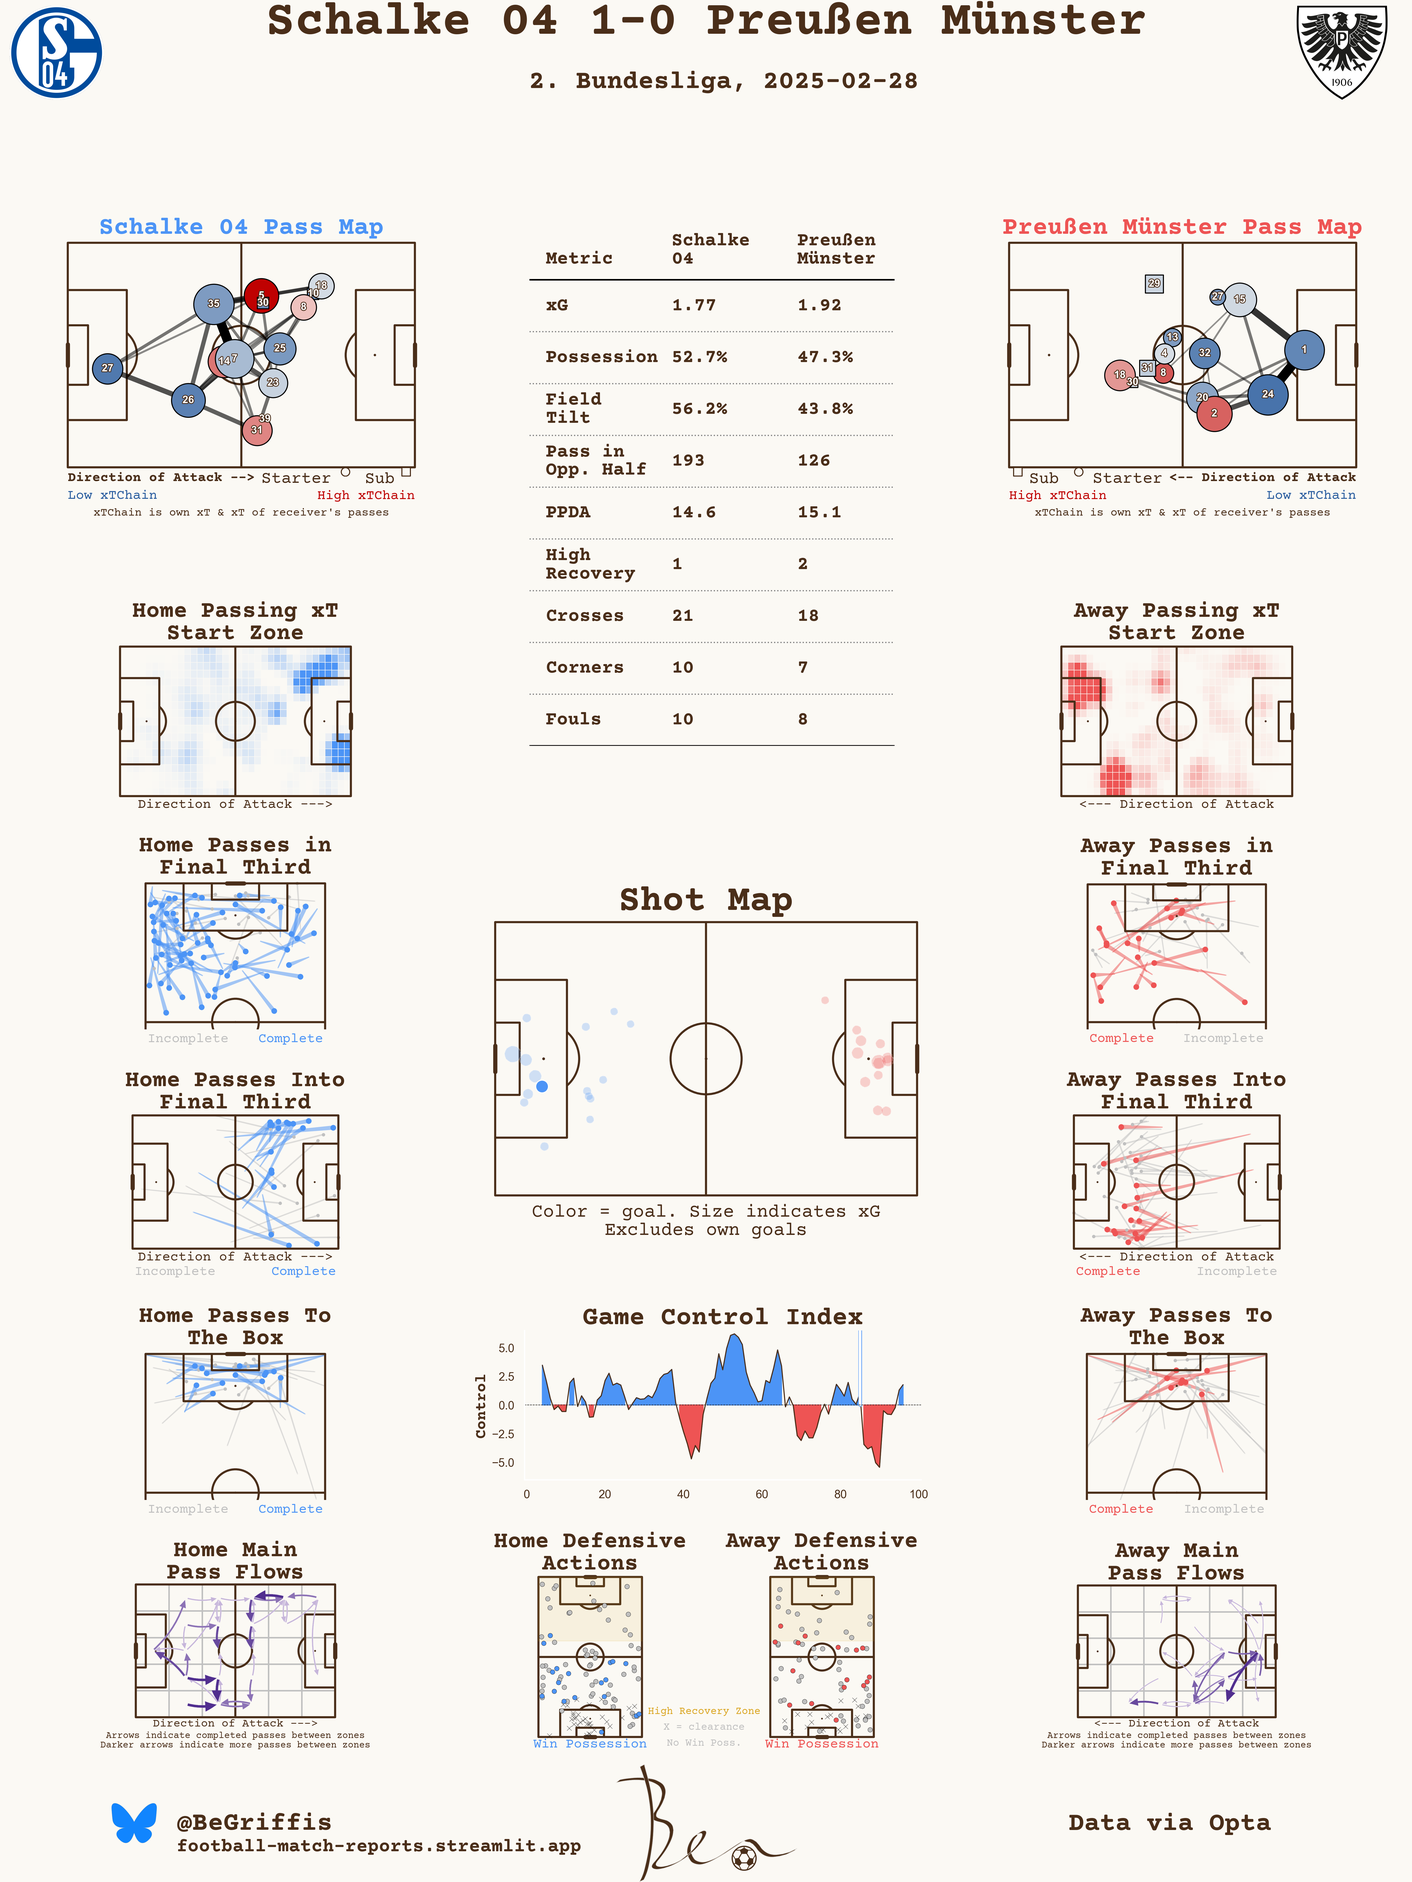 Schalke 04 1-0 Preußen Münster
2. Bundesliga, 2025-02-28
S
04
P
1906
Schalke 04 Pass Map
35
5
30
18
10
8
14
7
25
27
23
26
39
31
Direction of Attack --> Starter Sub
Low xTChain High xTChain
xTChain is own xT & xT of receiver's passes
Metric Schalke 04 Preußen Münster
xG 1.77 1.92
Possession 52.7% 47.3%
Field Tilt 56.2% 43.8%
Pass in Opp. Half 193 126
PPDA 14.6 15.1
High Recovery 1 2
Crosses 21 18
Corners 10 7
Fouls 10 8
Preußen Münster Pass Map
29
27
15
13
4
32
1
31
18
30
8
20
24
2
Sub Starter <-- Direction of Attack
High xTChain Low xTChain
xTChain is own xT & xT of receiver's passes
Home Passing xT
Start Zone
Direction of Attack --->
Away Passing xT
Start Zone
<--- Direction of Attack
Home Passes in
Final Third
Incomplete Complete
Away Passes in
Final Third
Complete Incomplete
Shot Map
Color = goal. Size indicates xG
Excludes own goals
Home Passes Into
Final Third
Direction of Attack --->
Incomplete Complete
Away Passes Into
Final Third
<--- Direction of Attack
Complete Incomplete
Home Passes To
The Box
Incomplete Complete
Game Control Index
Control
5.0
2.5
0.0
−2.5
−5.0
0 20 40 60 80 100
Away Passes To
The Box
Complete Incomplete
Home Main
Pass Flows
Direction of Attack --->
Arrows indicate completed passes between zones
Darker arrows indicate more passes between zones
Home Defensive
Actions
Win Possession
High Recovery Zone
X = clearance
No Win Poss.
Away Defensive
Actions
Win Possession
Away Main
Pass Flows
<--- Direction of Attack
Arrows indicate completed passes between zones
Darker arrows indicate more passes between zones
@BeGriffis
football-match-reports.streamlit.app
Ben
Data via Opta